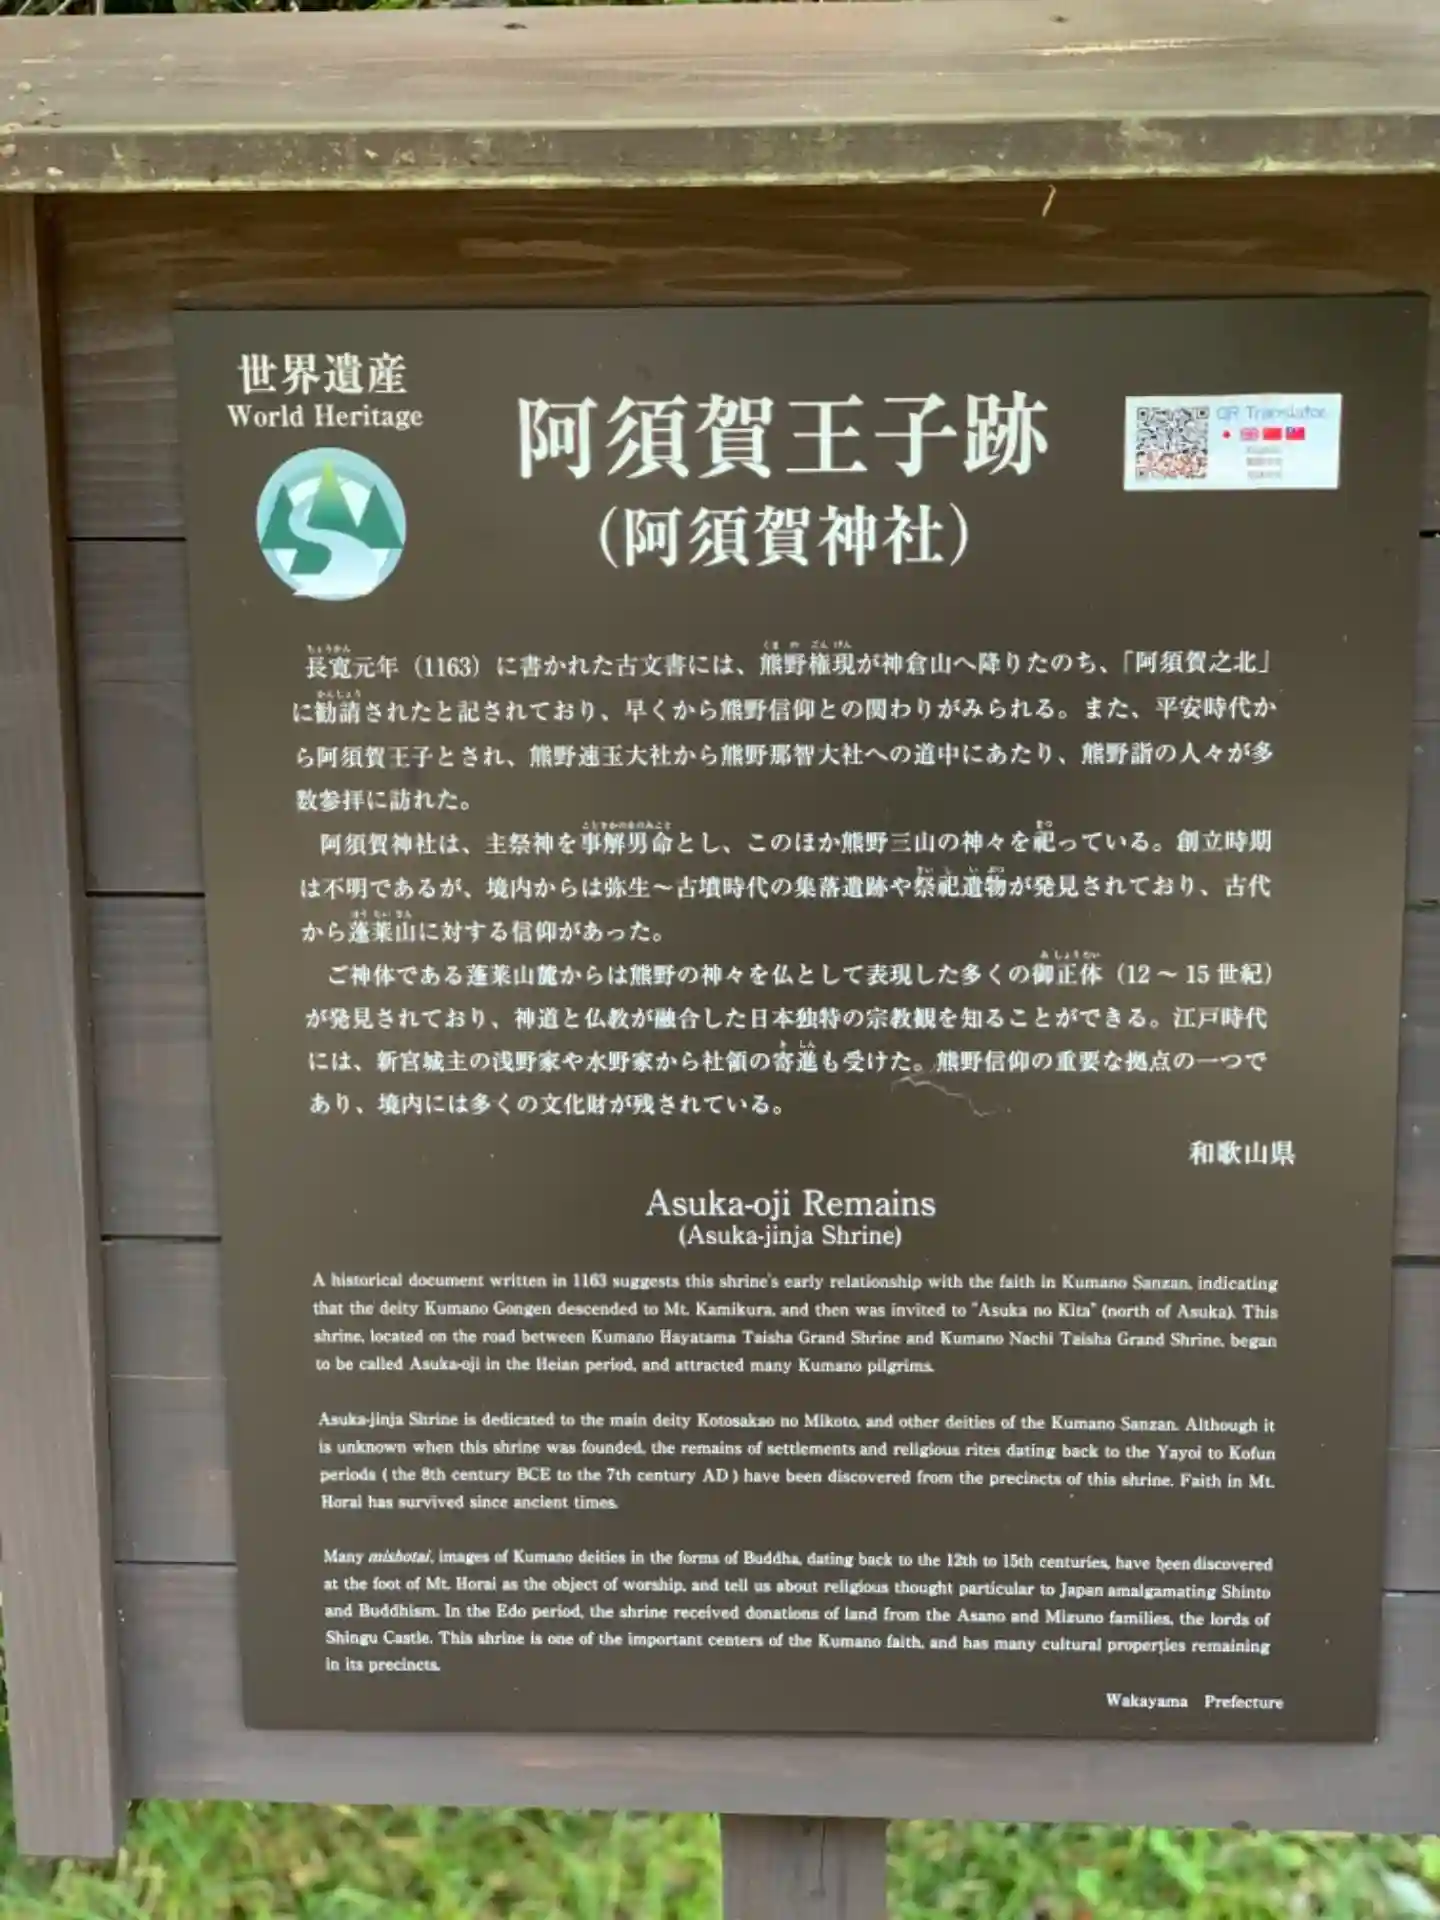 世界遺産
World Heritage
阿須賀王子跡
（阿須賀神社）
QR Translator
長寛元年（1163）に書かれた古文書には、熊野権現が神倉山へ降りたのち、「阿須賀之北」
に勧請されたと記されており、早くから熊野信仰との関わりがみられる。また、平安時代か
ら阿須賀王子とされ、熊野速玉大社から熊野那智大社への道中にあたり、熊野詣の人々が多
数参拝に訪れた。
阿須賀神社は、主祭神を事解男命とし、このほか熊野三山の神々を祀っている。創立時期
は不明であるが、境内からは弥生～古墳時代の集落遺跡や祭祀遺物が発見されており、古代
から蓬莱山に対する信仰があった。
ご神体である蓬莱山麓からは熊野の神々を仏として表現した多くの御正体（12～15世紀）
が発見されており、神道と仏教が融合した日本独特の宗教観を知ることができる。江戸時代
には、新宮城主の浅野家や水野家から社領の寄進も受けた。熊野信仰の重要な拠点の一つで
あり、境内には多くの文化財が残されている。
和歌山県
Asuka-oji Remains
(Asuka-jinja Shrine)
A historical document written in 1163 suggests this shrine's early relationship with the faith in Kumano Sanzan, indicating
that the deity Kumano Gongen descended to Mt. Kamikura, and then was invited to "Asuka no Kita" (north of Asuka). This
shrine, located on the road between Kumano Hayatama Taisha Grand Shrine and Kumano Nachi Taisha Grand Shrine, began
to be called Asuka-oji in the Heian period, and attracted many Kumano pilgrims.
Asuka-jinja Shrine is dedicated to the main deity Kotosakao no Mikoto, and other deities of the Kumano Sanzan. Although it
is unknown when this shrine was founded, the remains of settlements and religious rites dating back to the Yayoi to Kofun
periods ( the 8th century BCE to the 7th century AD ) have been discovered from the precincts of this shrine. Faith in Mt.
Horai has survived since ancient times.
Many mishotai, images of Kumano deities in the forms of Buddha, dating back to the 12th to 15th centuries, have been discovered
at the foot of Mt. Horai as the object of worship, and tell us about religious thought particular to Japan amalgamating Shinto
and Buddhism. In the Edo period, the shrine received donations of land from the Asano and Mizuno families, the lords of
Shingu Castle. This shrine is one of the important centers of the Kumano faith, and has many cultural properties remaining
in its precincts.
Wakayama Prefecture